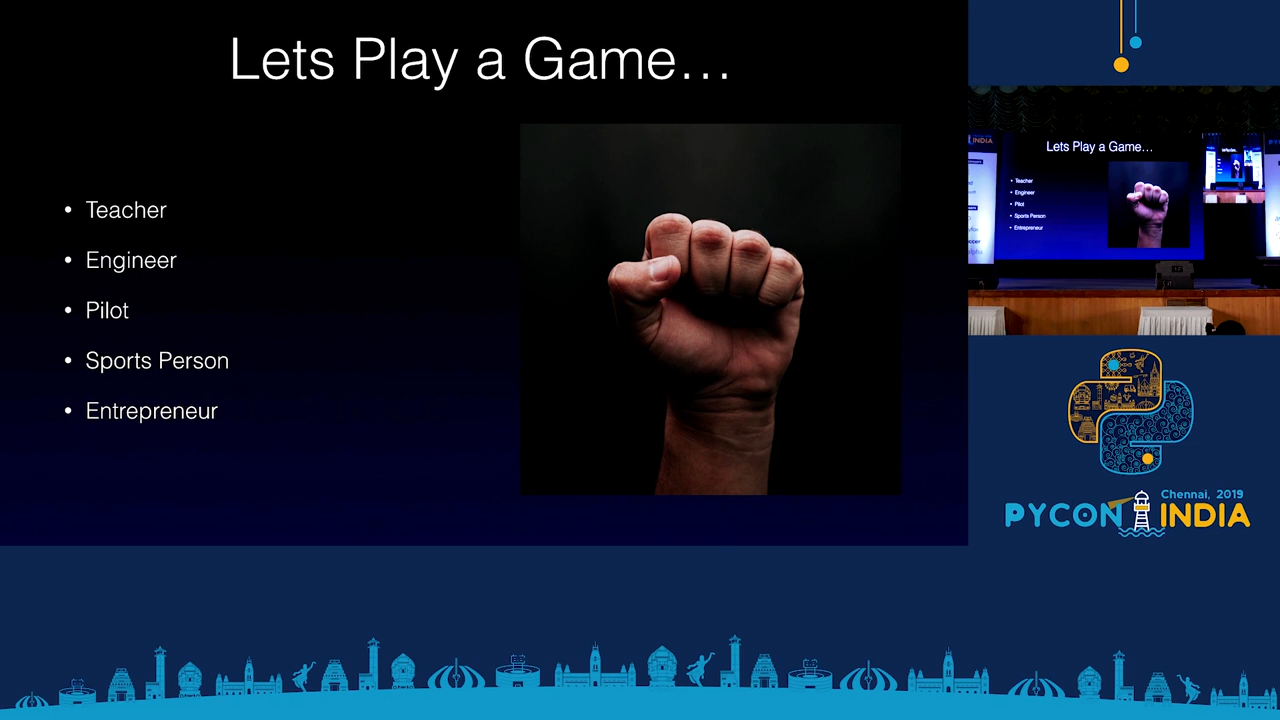 Lets Play a Game...
• Teacher
• Engineer
• Pilot
• Sports Person
• Entrepreneur
INDIA
Lets Play a Game...
• Teacher
• Engineer
• Pilot
• Sports Person
• Entrepreneur
Chennai, 2019
PYCON INDIA